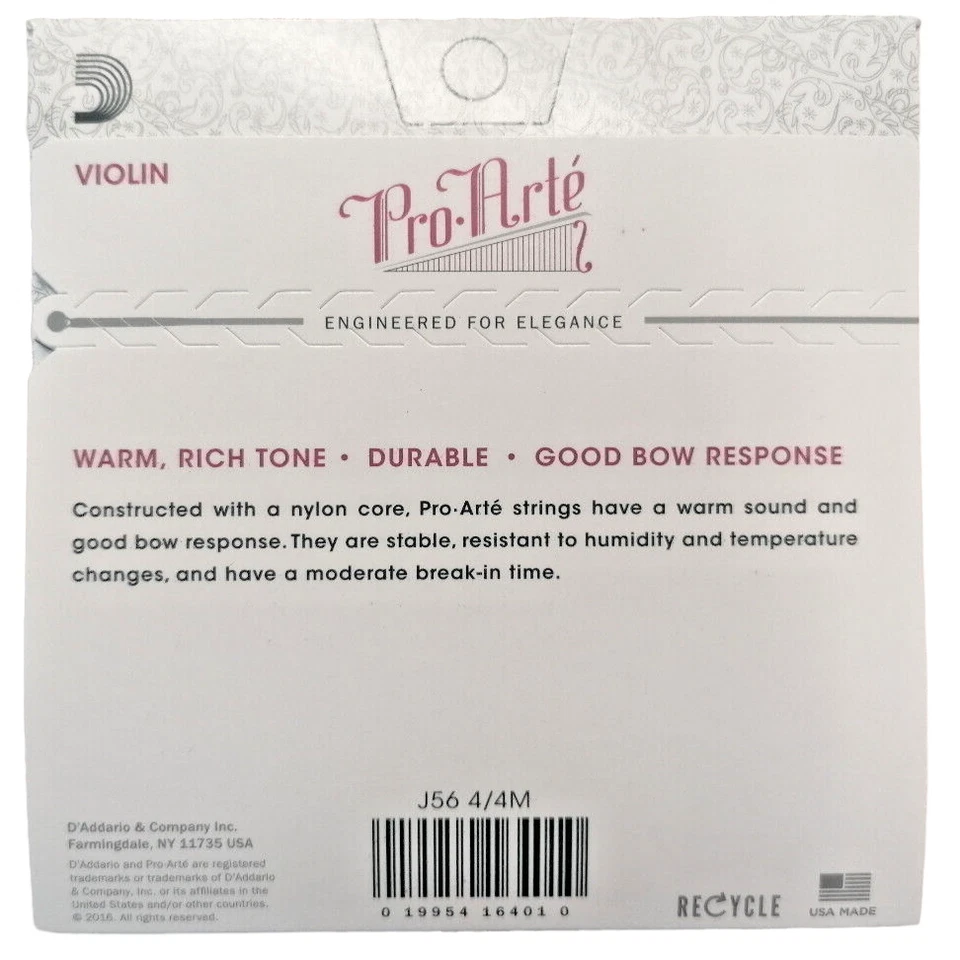 VIOLIN
Pro·Arté
ENGINEERED FOR ELEGANCE
WARM, RICH TONE • DURABLE • GOOD BOW RESPONSE
Constructed with a nylon core, Pro·Arté strings have a warm sound and
good bow response. They are stable, resistant to humidity and temperature
changes, and have a moderate break-in time.
J56 4/4M
0 19954 16401 0
D'Addario & Company Inc.
Farmingdale, NY 11735 USA
D'Addario and Pro·Arté are registered
trademarks or trademarks of D'Addario
& Company, Inc. or its affiliates in the
United States and/or other countries.
© 2016. All rights reserved.
RECYCLE
USA MADE